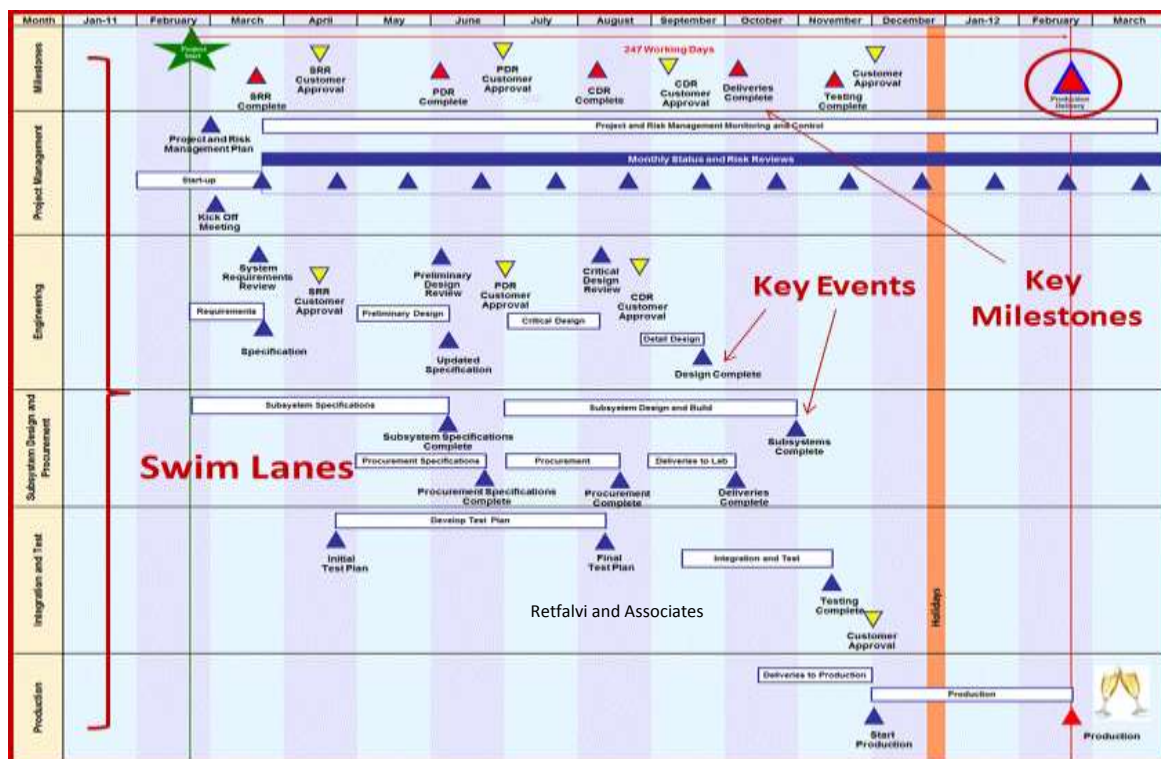 Month Jan-11 February March April May June July August September October November December Jan-12 February March
Milestones
Project
Start
247 Working Days
SRR
Complete
SRR
Customer
Approval
PDR
Complete
PDR
Customer
Approval
CDR
Complete
CDR
Customer
Approval
Deliveries
Complete
Testing
Complete
Customer
Approval
Production
Delivery
Project Management
Project and Risk
Management Plan
Project and Risk Management Monitoring and Control
Monthly Status and Risk Reviews
Start-up
Kick Off
Meeting
Engineering
System
Requirements
Review
SRR
Customer
Approval
Preliminary
Design
Review
PDR
Customer
Approval
Critical
Design
Review
CDR
Customer
Approval
Requirements
Preliminary Design
Critical Design
Detail Design
Specification
Updated
Specification
Design Complete
Key Events
Key
Milestones
Subsystem Design and
Procurement
Subsystem Specifications
Subsystem Design and Build
Subsystem Specifications
Complete
Subsystems
Complete
Swim Lanes
Procurement Specifications
Procurement
Deliveries to Lab
Procurement Specifications
Complete
Procurement
Complete
Deliveries
Complete
Integration and Test
Develop Test Plan
Initial
Test Plan
Final
Test Plan
Integration and Test
Retfalvi and Associates
Testing
Complete
Customer
Approval
Holidays
Production
Deliveries to Production
Production
Start
Production
Production